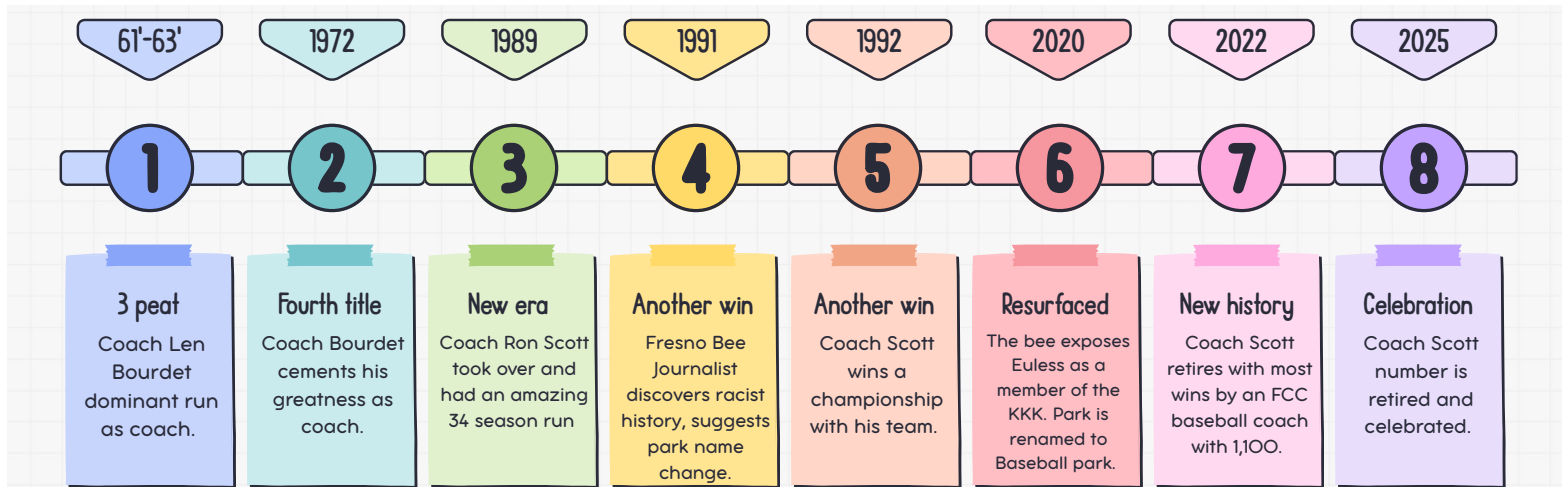 61'-63'
1972
1989
1991
1992
2020
2022
2025
1
2
3
4
5
6
7
8
3 peat
Coach Len
Bourdet
dominant run
as coach.
Fourth title
Coach Bourdet
cements his
greatness as
coach.
New era
Coach Ron Scott
took over and
had an amazing
34 season run
Another win
Fresno Bee
Journalist
discovers racist
history, suggests
park name
change.
Another win
Coach Scott
wins a
championship
with his team.
Resurfaced
The bee exposes
Euless as a
member of the
KKK. Park is
renamed to
Baseball park.
New history
Coach Scott
retires with most
wins by an FCC
baseball coach
with 1,100.
Celebration
Coach Scott
number is
retired and
celebrated.